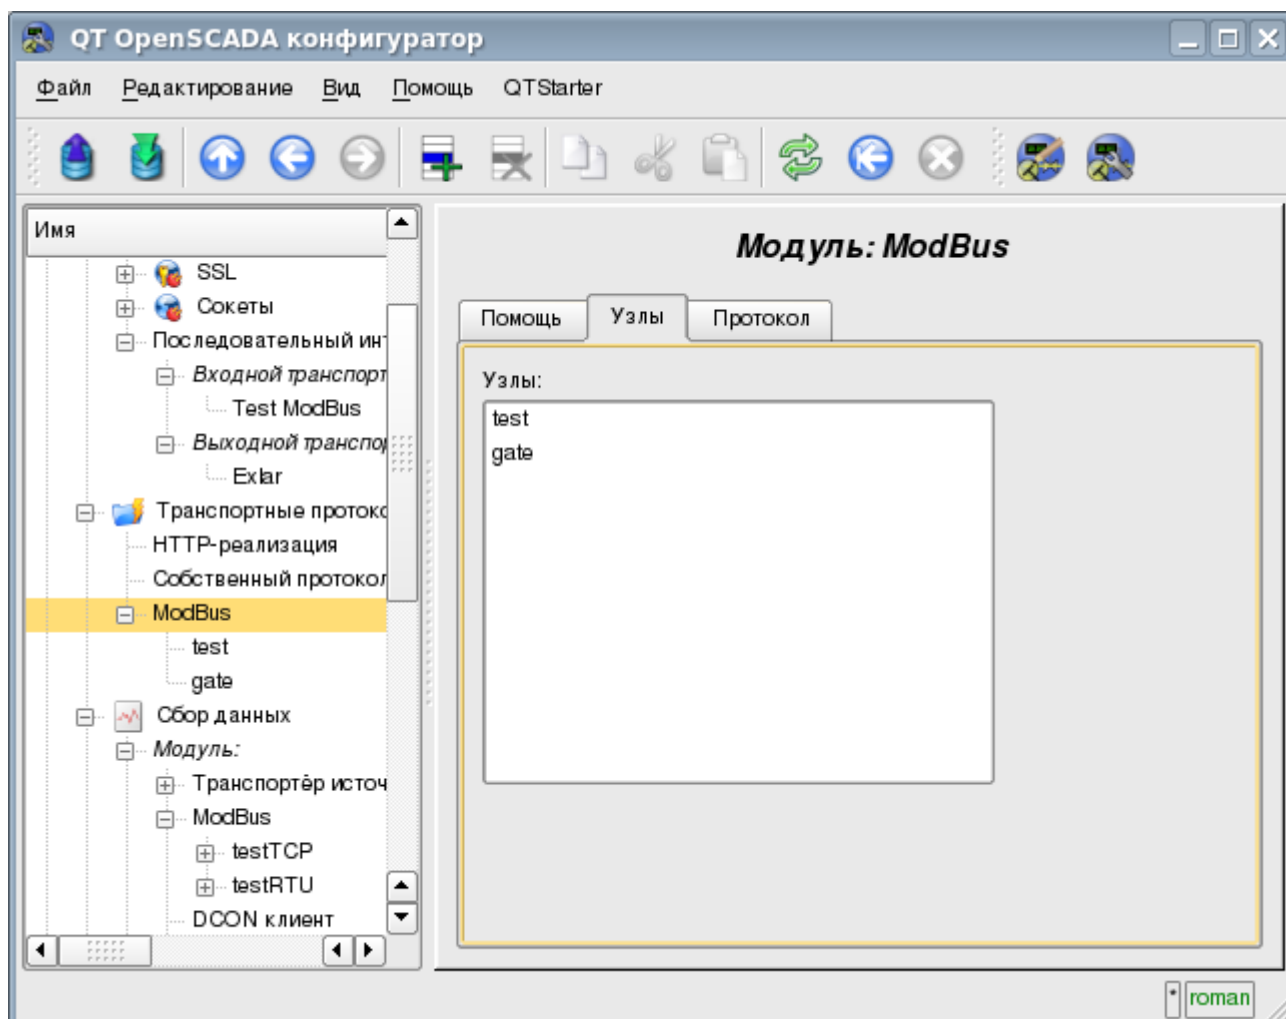 QT OpenSCADA конфигуратор
Файл Редактирование Вид Помощь QTStarter
Имя
SSL
Сокеты
Последовательный инт
Входной транспорт
Test ModBus
Выходной транспор
Exlar
Транспортные протоко
HTTP-реализация
Собственный протокол
ModBus
test
gate
Сбор данных
Модуль:
Транспортёр источ
ModBus
testTCP
testRTU
DCON клиент
Модуль: ModBus
Помощь Узлы Протокол
Узлы:
test
gate
* roman